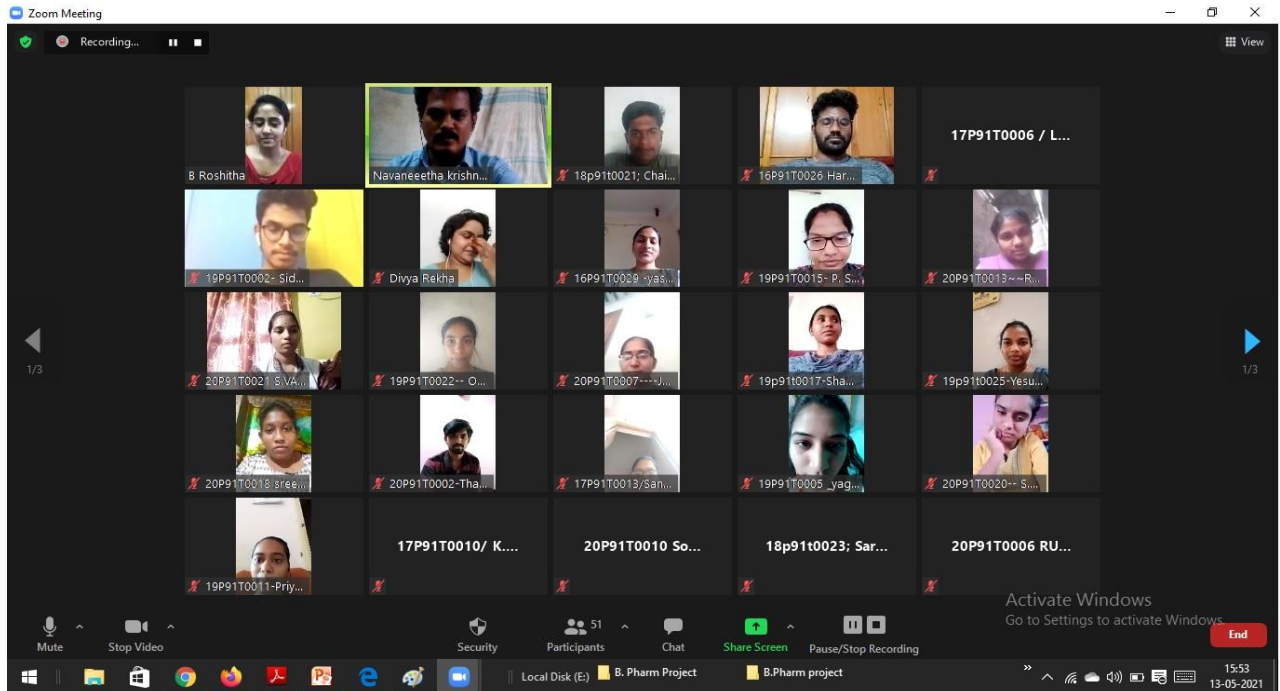 Zoom Meeting
Recording...
View
B Roshitha
Navaneeetha krishn...
18p91t0021; Chai...
16P91T0026 Har...
17P91T0006 / L...
19P91T0002- Sid...
Divya Rekha
16P91T0029 -yas...
19P91T0015- P. S...
20P91T0013~~R...
20P91T0021 S.VA...
19P91T0022-- O...
20P91T0007----J...
19p91t0017-Sha...
19p91t0025-Yesu...
1/3
1/3
20P91T0018 sree...
20P91T0002-Tha...
17P91T0013/San...
19P91T0005 _yag...
20P91T0020-- S....
19P91T0011-Priy...
17P91T0010/ K....
20P91T0010 So...
18p91t0023; Sar...
20P91T0006 RU...
Activate Windows
Go to Settings to activate Windows.
Mute
Stop Video
Security
Participants
51
Chat
Share Screen
Pause/Stop Recording
End
Local Disk (E:)
B. Pharm Project
B.Pharm project
15:53
13-05-2021